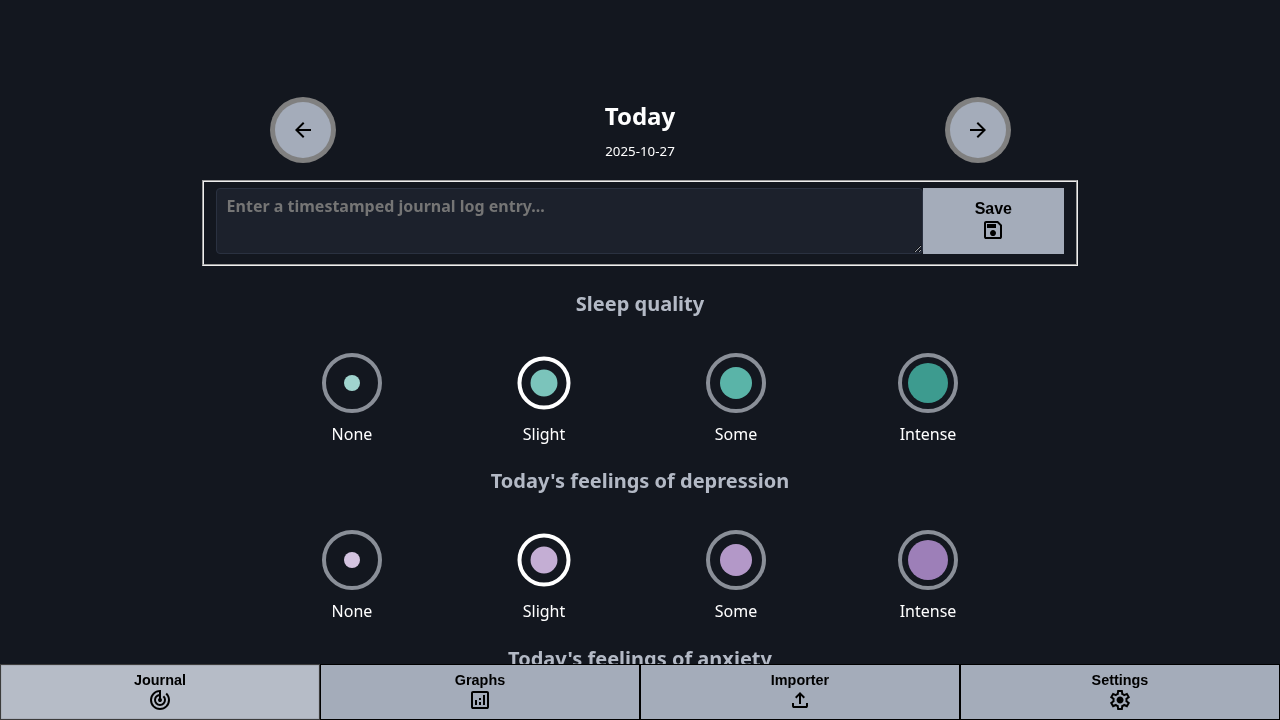 Today
2025-10-27
Enter a timestamped journal log entry...
Save
Sleep quality
None
Slight
Some
Intense
Today's feelings of depression
None
Slight
Some
Intense
Today's feelings of anxiety
Journal
Graphs
Importer
Settings